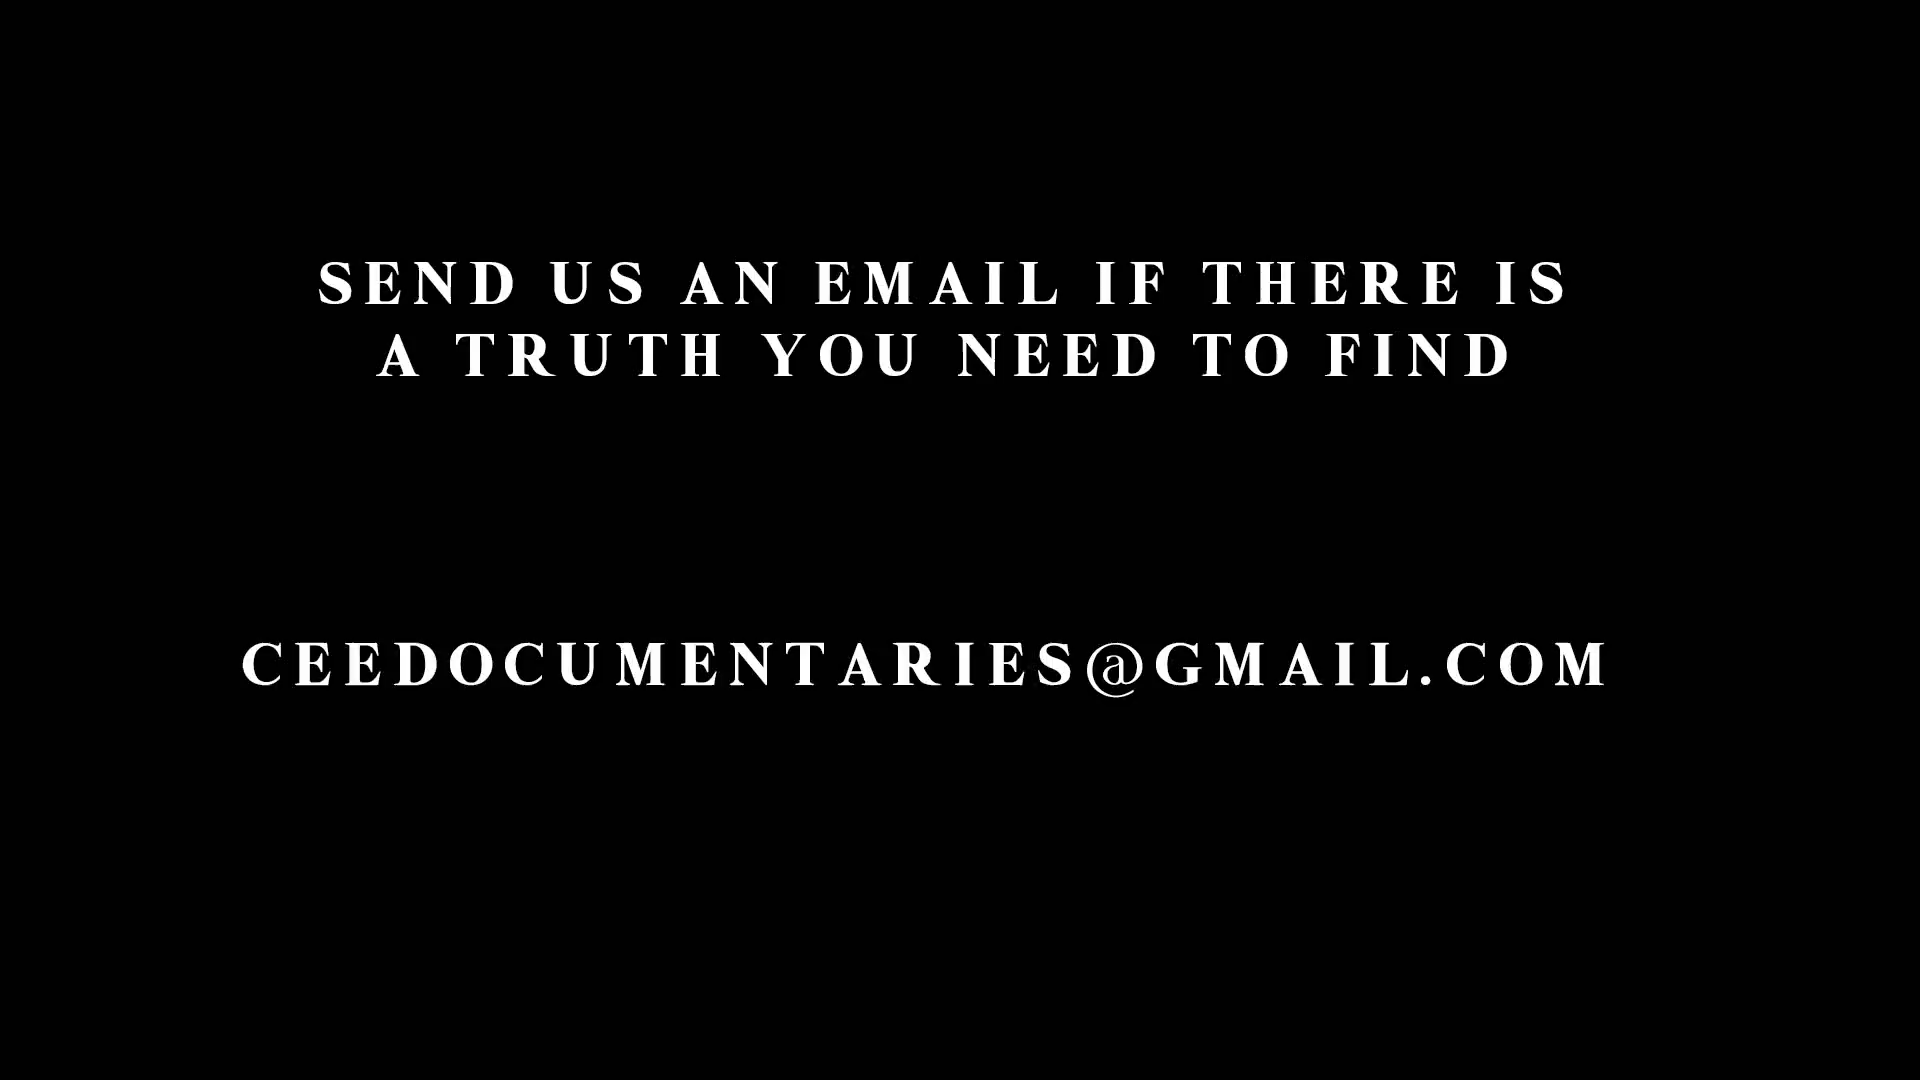 SEND US AN EMAIL IF THERE IS
A TRUTH YOU NEED TO FIND
CEEDOCUMENTARIES@GMAIL.COM